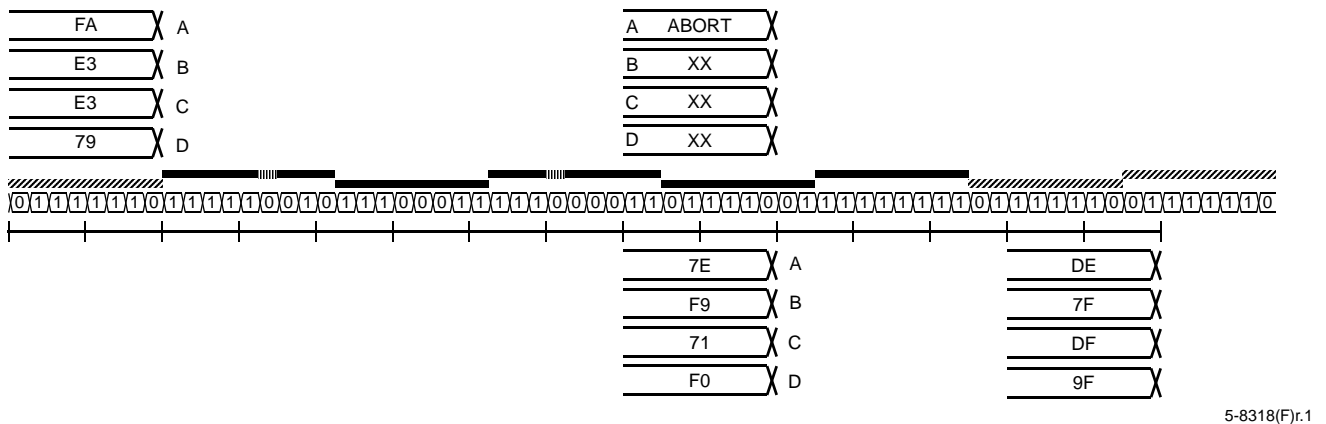 FA A
E3 B
E3 C
79 D
A ABORT
B XX
C XX
D XX
0 1 1 1 1 1 1 0 1 1 1 1 1 0 0 1 0 1 1 1 0 0 0 1 1 1 1 1 0 0 0 0 1 1 0 1 1 1 1 0 0 1 1 1 1 1 1 1 1 1 0 1 1 1 1 1 1 0 0 1 1 1 1 1 1 0
7E A
F9 B
71 C
F0 D
DE
7F
DF
9F
5-8318(F)r.1